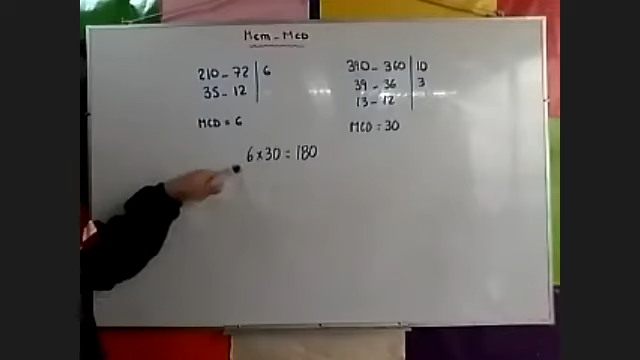 Mcm - McD
210 - 72 | 6
35 - 12
MCD = 6
390 - 360 | 10
39 - 36 | 3
13 - 12
MCD = 30
6 x 30 = 180